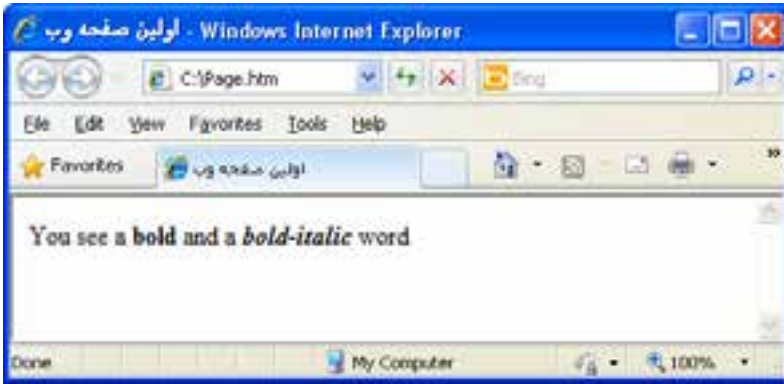 اولین صفحه وب - Windows Internet Explorer
C:\Page.htm Bing
File Edit View Favorites Tools Help
Favorites اولین صفحه وب
You see a bold and a bold-italic word
Done My Computer 100%